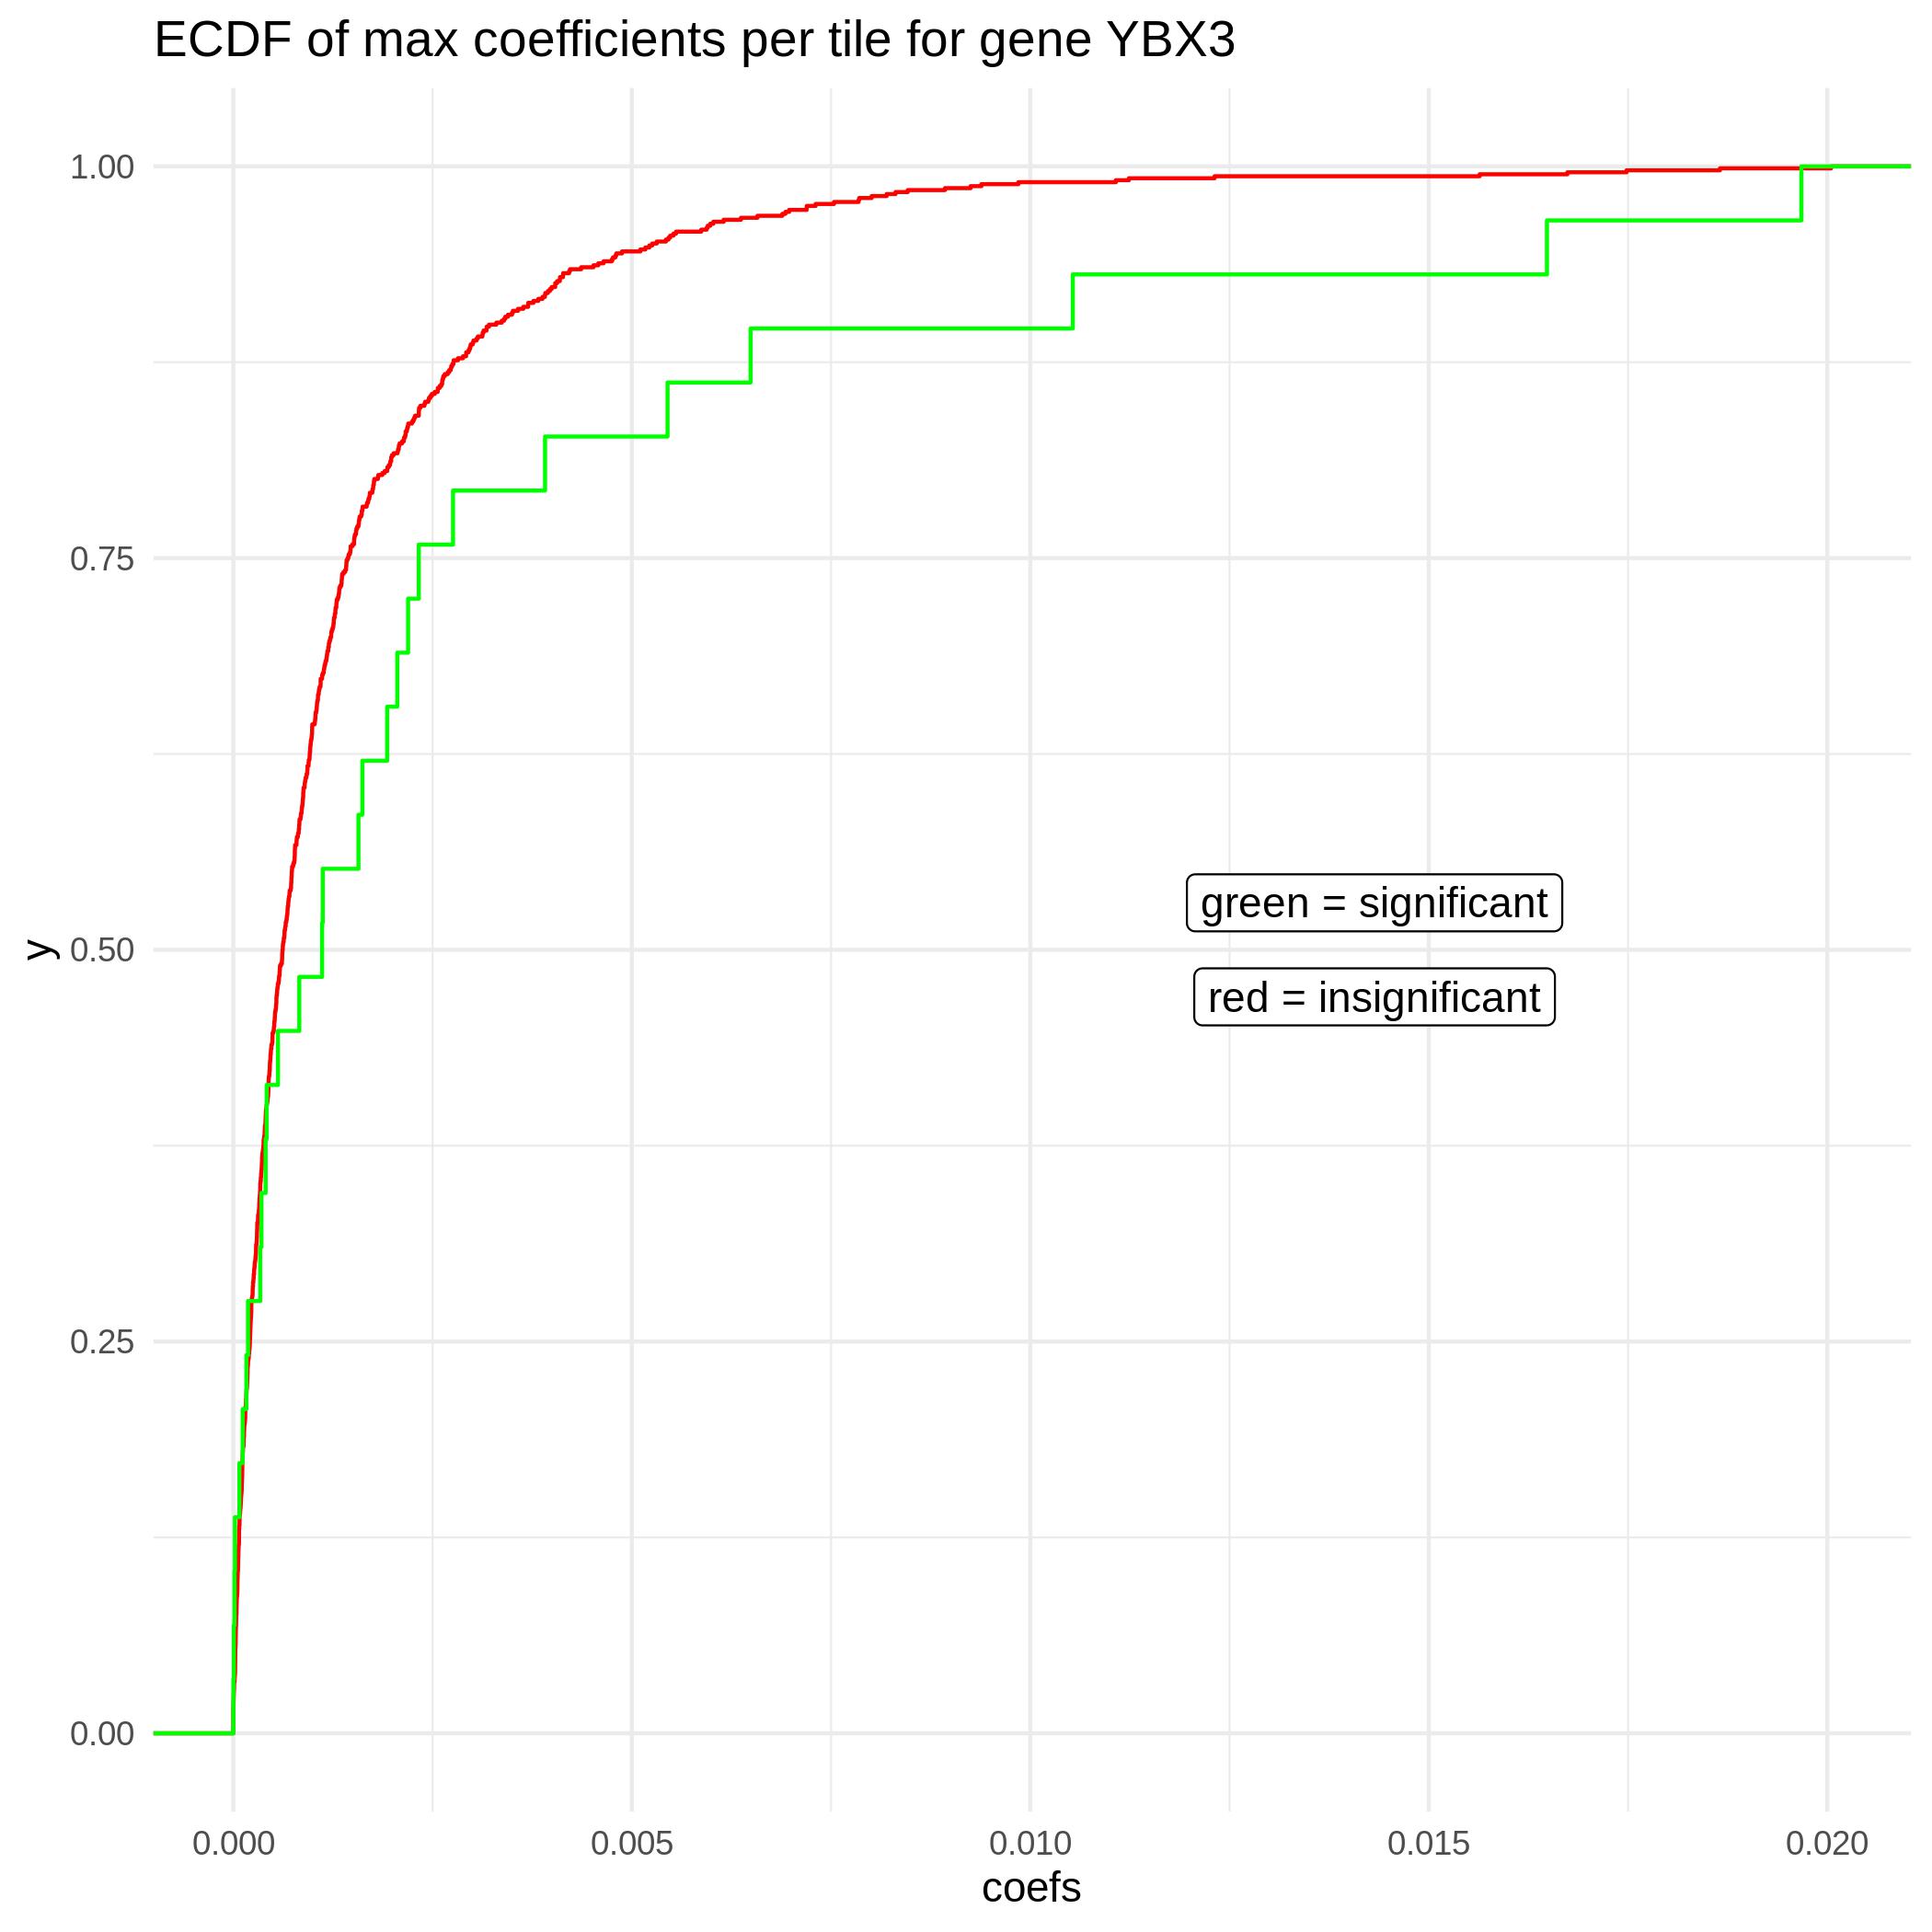 ECDF of max coefficients per tile for gene YBX3
1.00
0.75
0.50
0.25
0.00
y
green = significant
red = insignificant
0.000 0.005 0.010 0.015 0.020
coefs